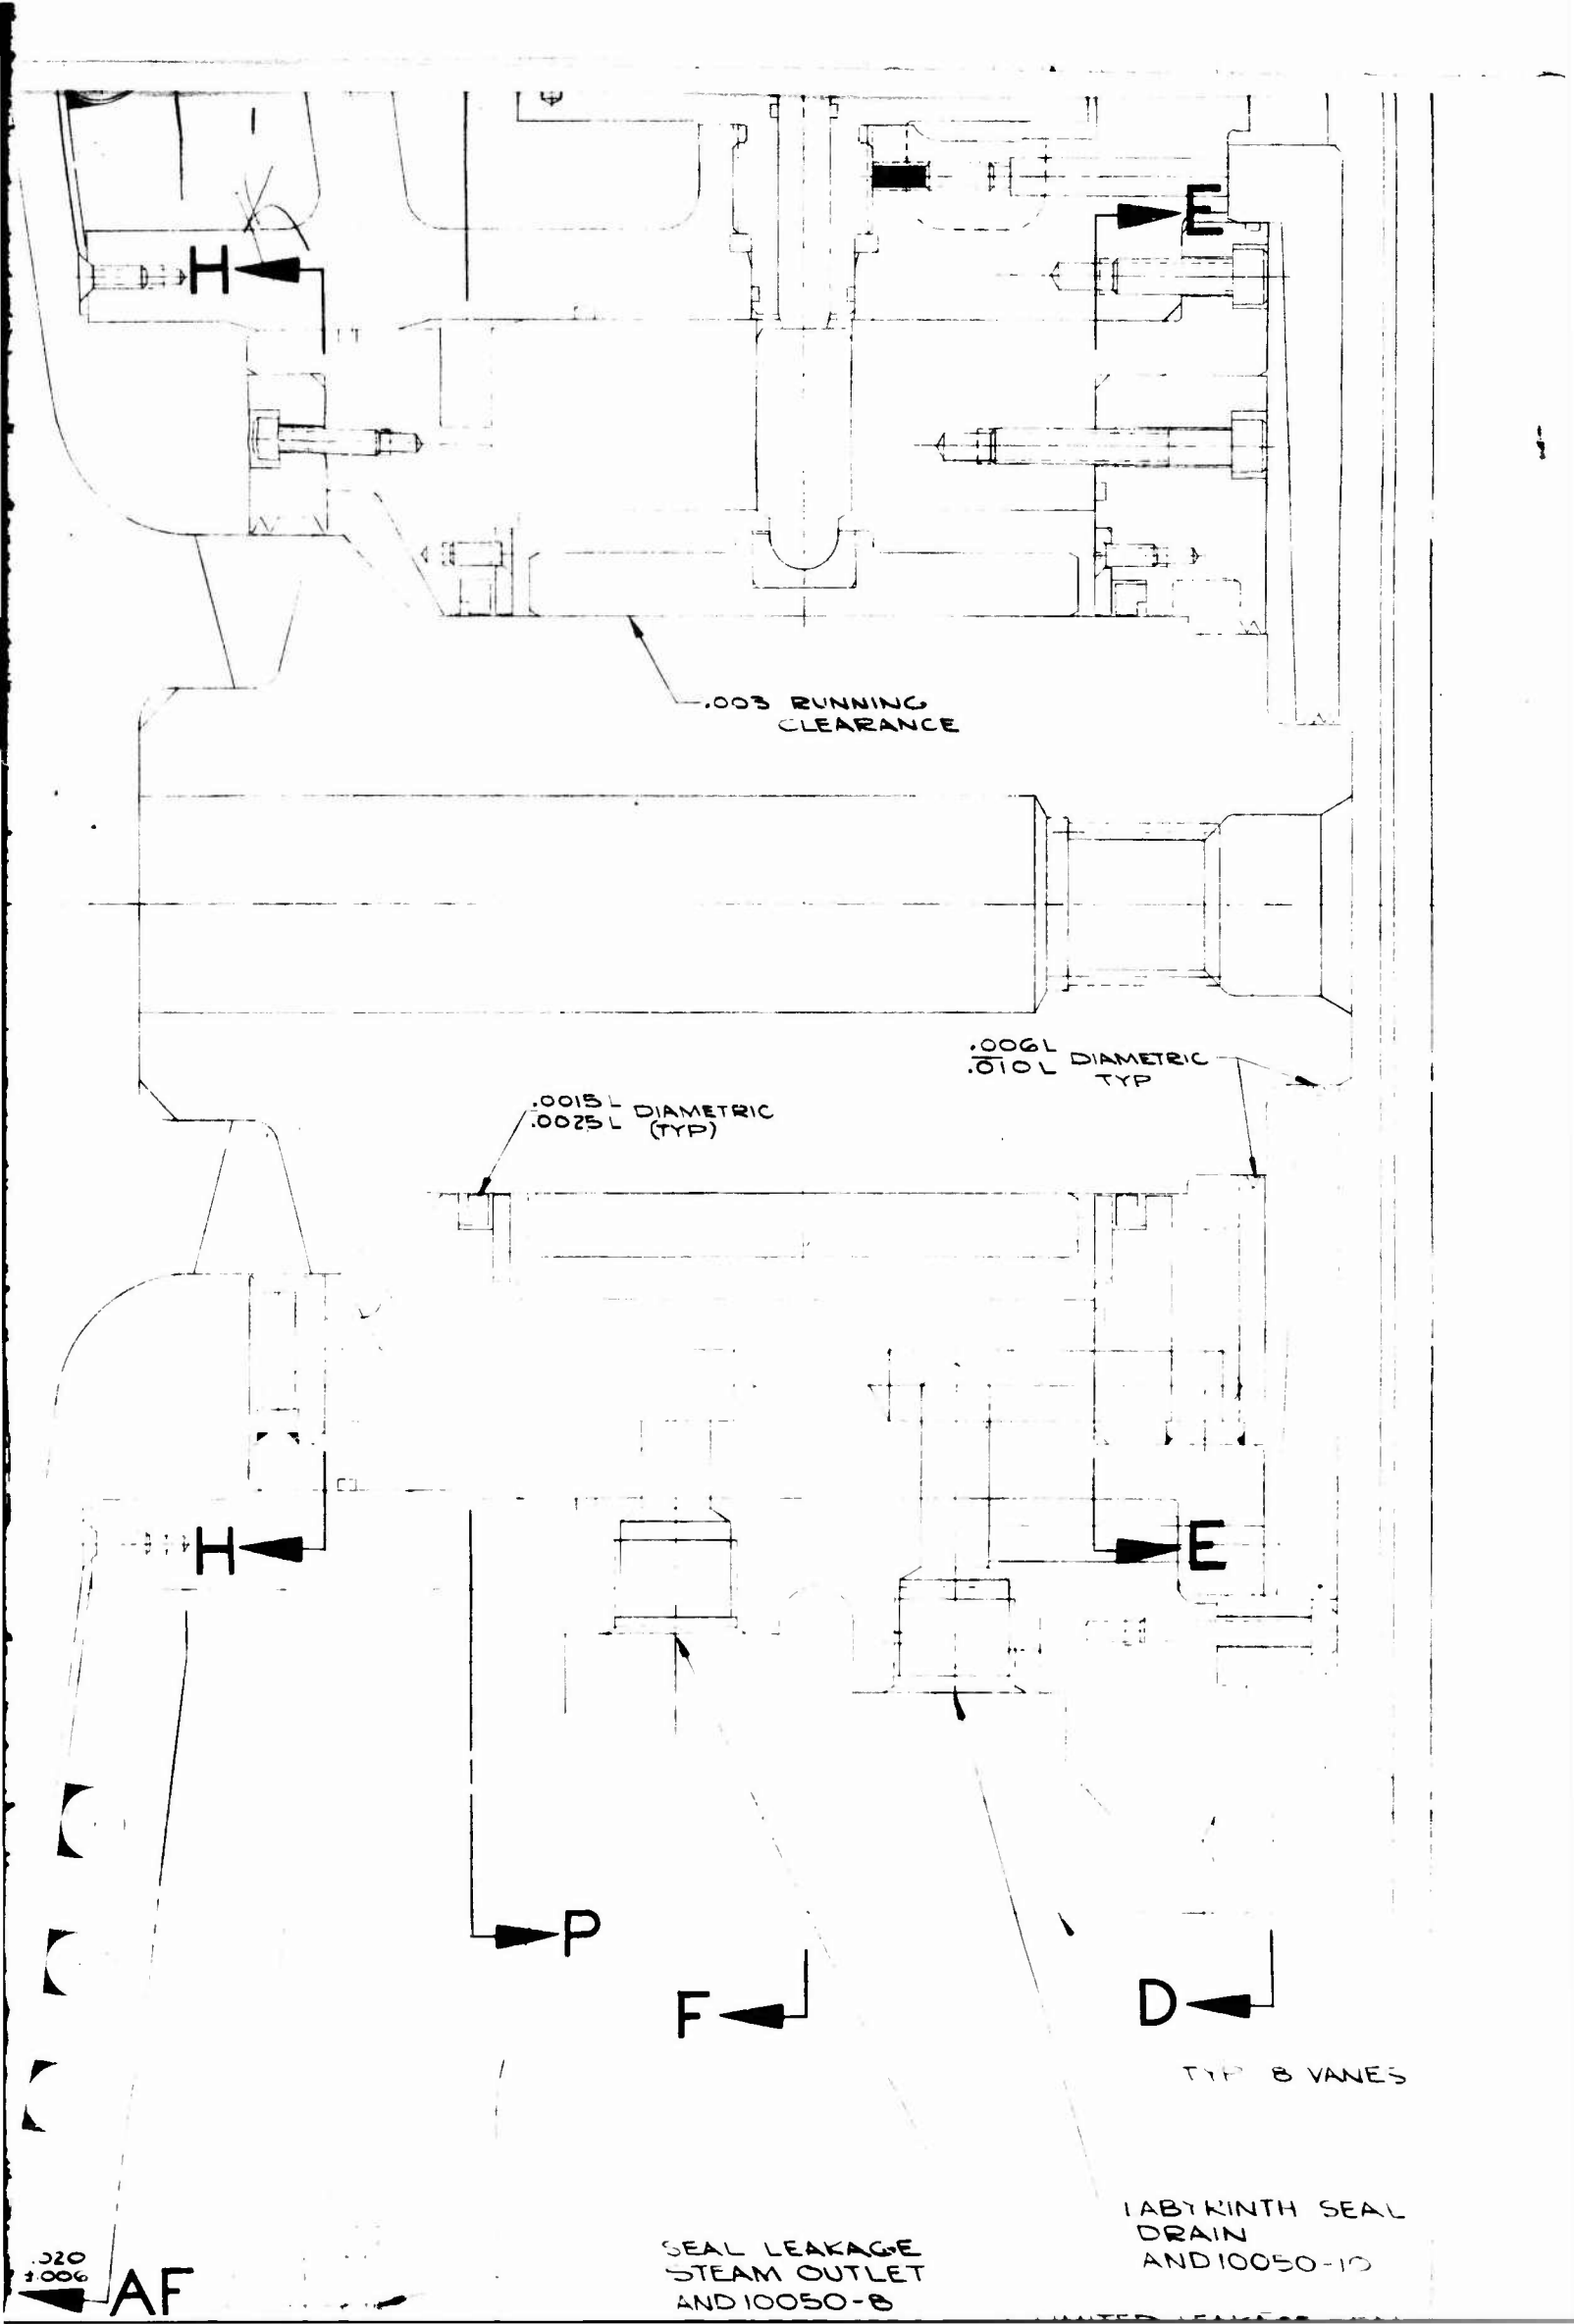 E
H
.003 RUNNING
CLEARANCE
.006L
.010L DIAMETRIC
TYP
.0015L
.0025L DIAMETRIC
(TYP)
H
E
P
F
D
TYP 8 VANES
LABYRINTH SEAL
DRAIN
AND10050-10
SEAL LEAKAGE
STEAM OUTLET
AND10050-8
.020
±.006
AF